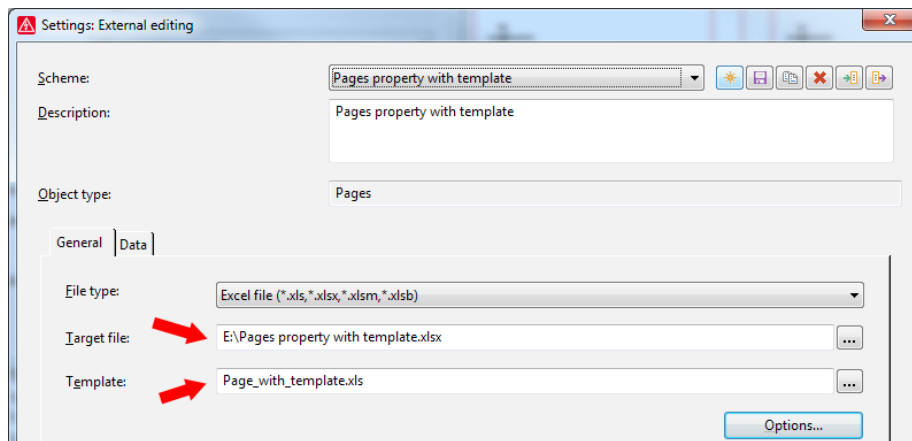 Settings: External editing
Scheme: Pages property with template
Description: Pages property with template
Object type: Pages
General Data
File type: Excel file (*.xls,*.xlsx,*.xlsm,*.xlsb)
Target file: E:\Pages property with template.xlsx ...
Template: Page_with_template.xls ...
Options...